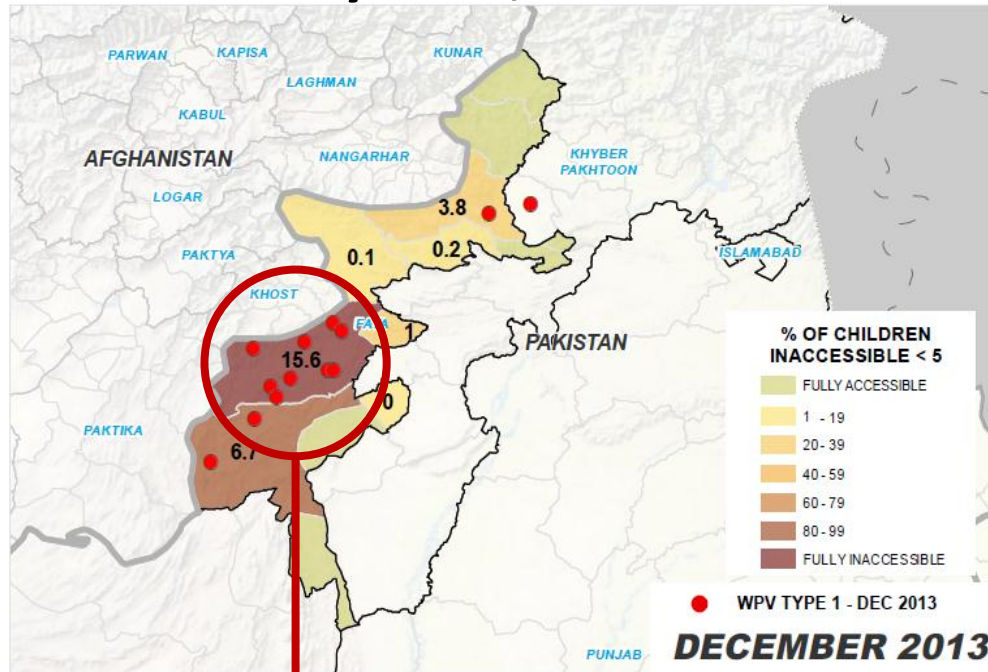 PARWAN
KAPISA
KUNAR
LAGHMAN
KABUL
AFGHANISTAN
NANGARHAR
KHYBER
PAKHTOON
LOGAR
3.8
PAKTYA
0.1
0.2
ISLAMABAD
KHOST
FATA
1
PAKISTAN
15.6
0
PAKTIKA
6.7
% OF CHILDREN
INACCESSIBLE < 5
FULLY ACCESSIBLE
1 - 19
20 - 39
40 - 59
60 - 79
80 - 99
FULLY INACCESSIBLE
WPV TYPE 1 - DEC 2013
PUNJAB
DECEMBER 2013